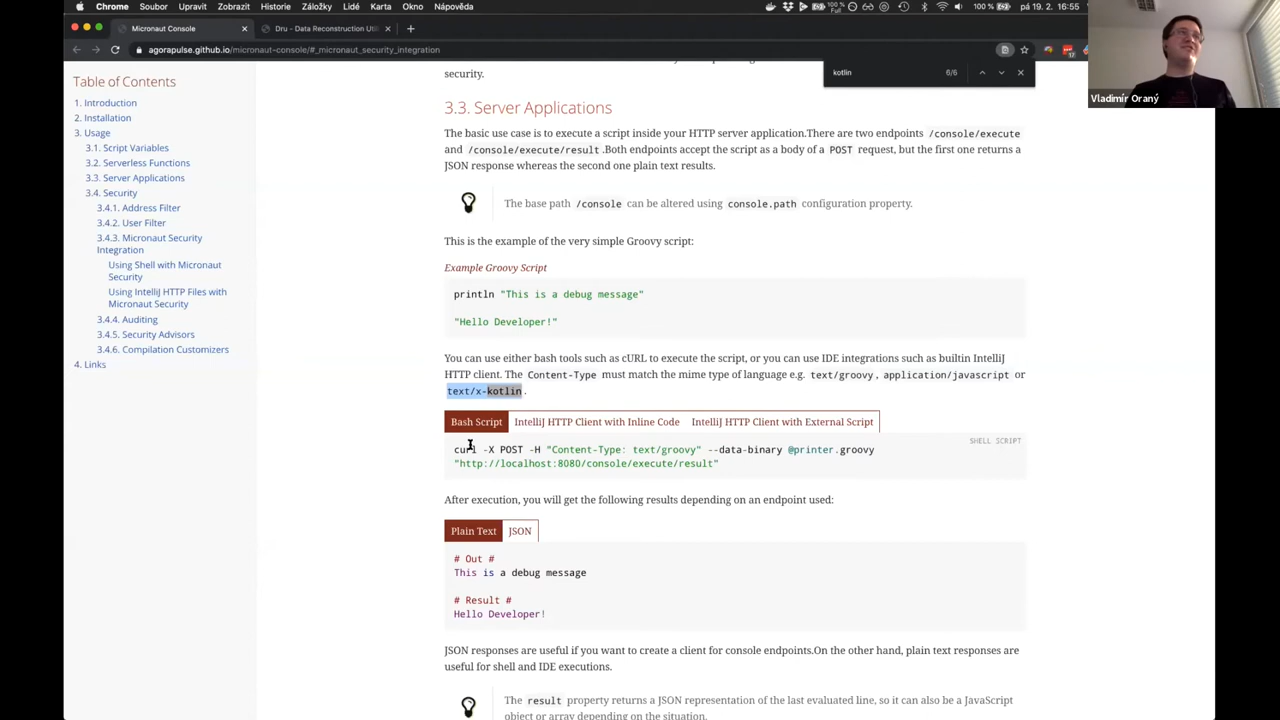 Chrome Soubor Upravit Zobrazit Historie Záložky Lidé Karta Okno Nápověda 100 % Full 100 % pá 19. 2. 16:55
Micronaut Console
Dru - Data Reconstruction Uti
agorapulse.github.io/micronaut-console/#_micronaut_security_integration
kotlin 6/6
Vladimír Oraný
Table of Contents
1. Introduction
2. Installation
3. Usage
3.1. Script Variables
3.2. Serverless Functions
3.3. Server Applications
3.4. Security
3.4.1. Address Filter
3.4.2. User Filter
3.4.3. Micronaut Security
Integration
Using Shell with Micronaut
Security
Using IntelliJ HTTP Files with
Micronaut Security
3.4.4. Auditing
3.4.5. Security Advisors
3.4.6. Compilation Customizers
4. Links
security.
3.3. Server Applications
The basic use case is to execute a script inside your HTTP server application.There are two endpoints /console/execute
and /console/execute/result.Both endpoints accept the script as a body of a POST request, but the first one returns a
JSON response whereas the second one plain text results.
The base path /console can be altered using console.path configuration property.
This is the example of the very simple Groovy script:
Example Groovy Script
println "This is a debug message"
"Hello Developer!"
You can use either bash tools such as cURL to execute the script, or you can use IDE integrations such as builtin IntelliJ
HTTP client. The Content-Type must match the mime type of language e.g. text/groovy, application/javascript or
text/x-kotlin.
Bash Script IntelliJ HTTP Client with Inline Code IntelliJ HTTP Client with External Script
SHELL SCRIPT
curl -X POST -H "Content-Type: text/groovy" --data-binary @printer.groovy
"http://localhost:8080/console/execute/result"
After execution, you will get the following results depending on an endpoint used:
Plain Text JSON
# Out #
This is a debug message
# Result #
Hello Developer!
JSON responses are useful if you want to create a client for console endpoints.On the other hand, plain text responses are
useful for shell and IDE executions.
The result property returns a JSON representation of the last evaluated line, so it can also be a JavaScript
object or array depending on the situation.